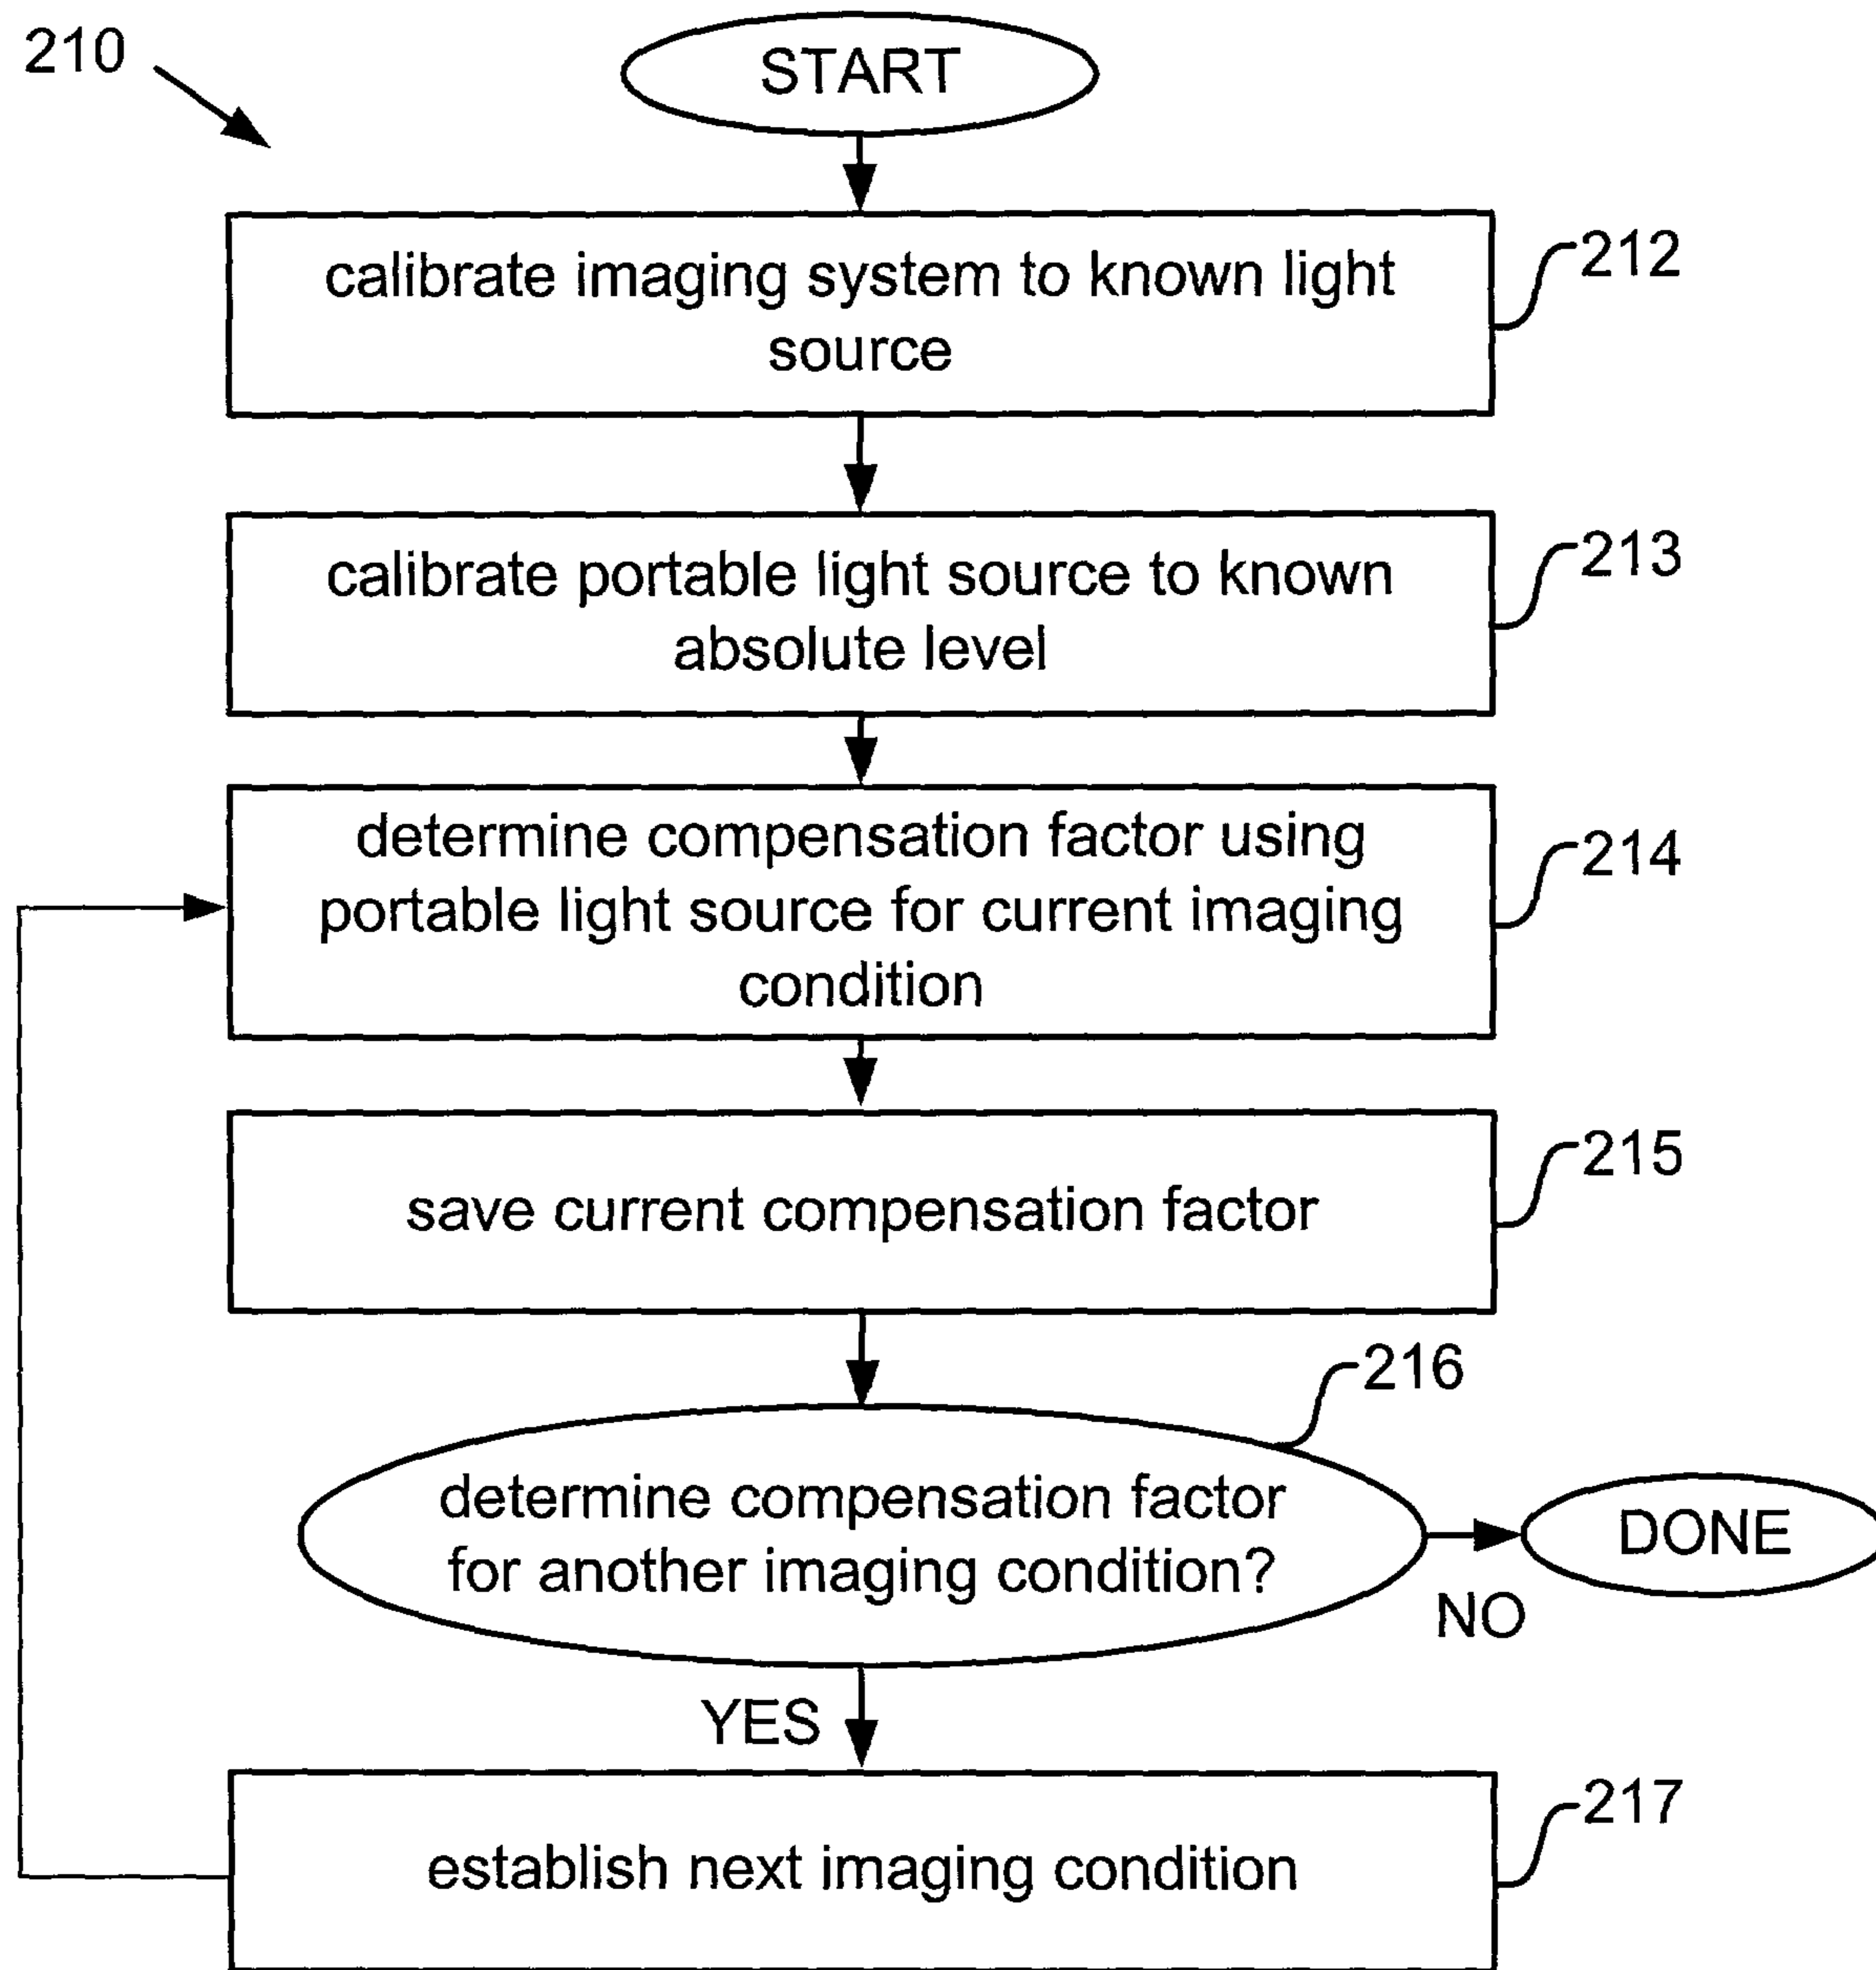 210
START
calibrate imaging system to known light
source
212
calibrate portable light source to known
absolute level
213
determine compensation factor using
portable light source for current imaging
condition
214
save current compensation factor
215
216
determine compensation factor
for another imaging condition?
DONE
NO
YES
establish next imaging condition
217